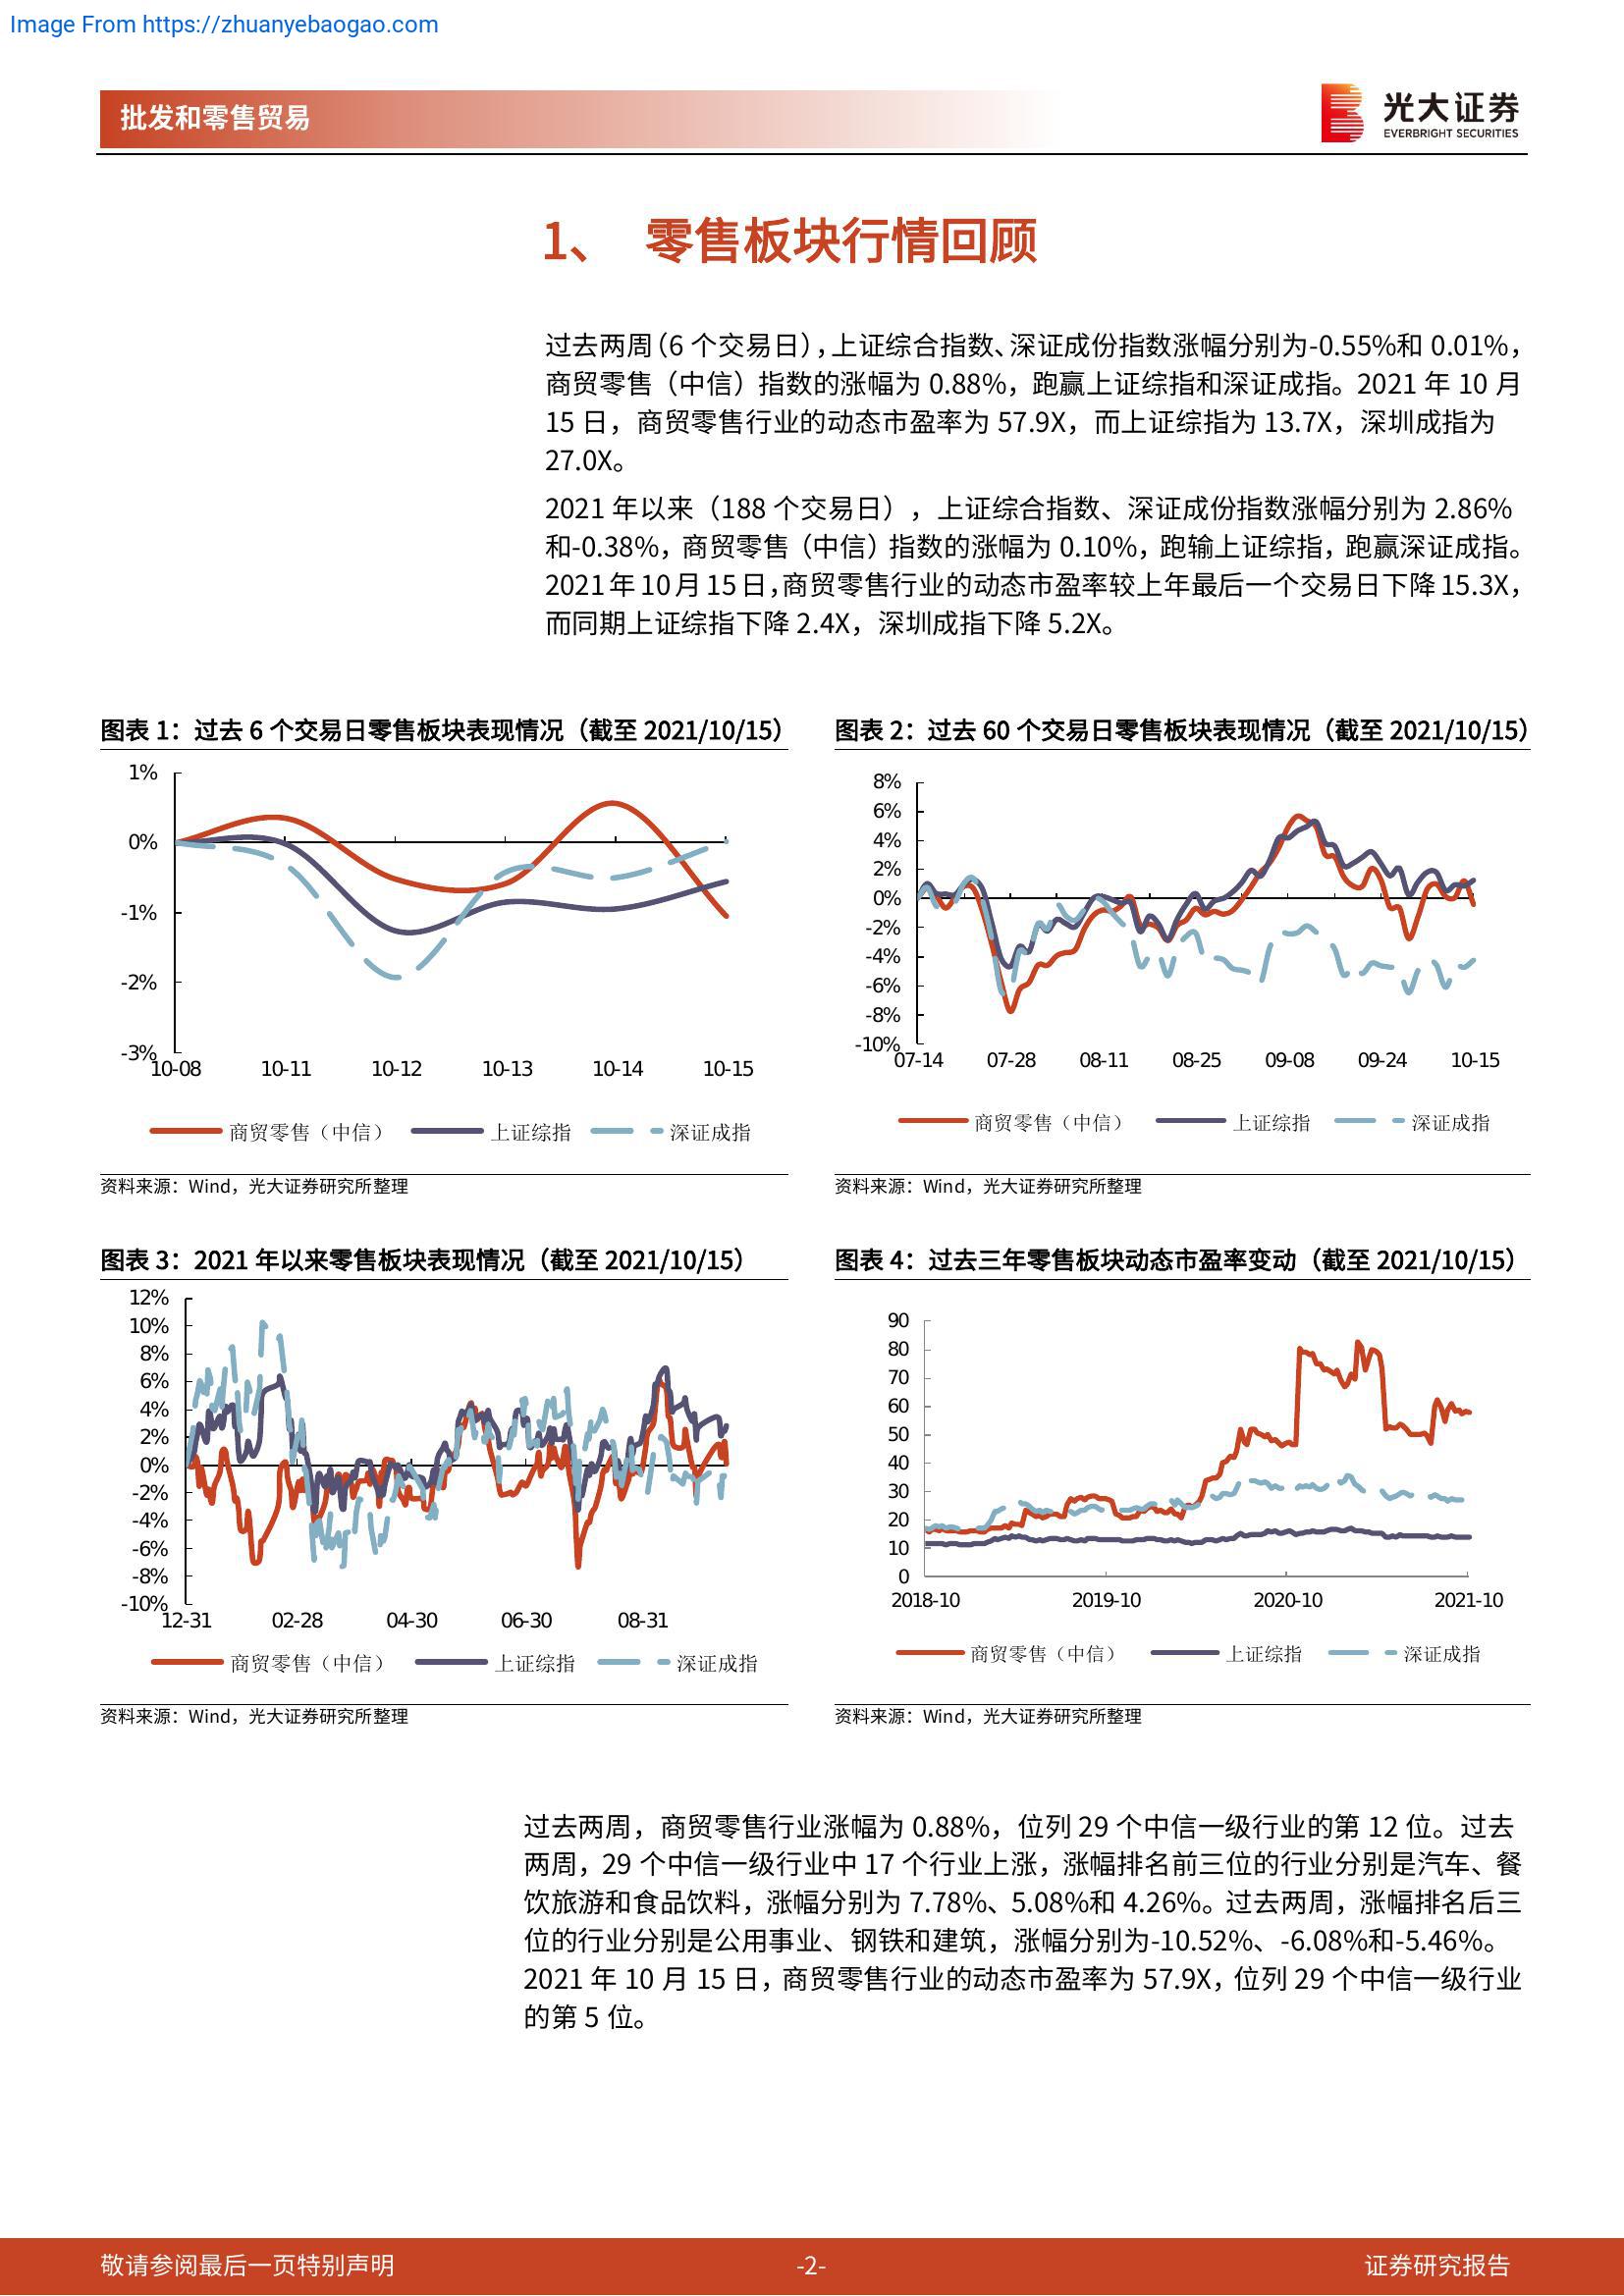 Image From https://zhuanyebaogao.com
批发和零售贸易
光大证券
EVERBRIGHT SECURITIES
1、 零售板块行情回顾
过去两周（6 个交易日），上证综合指数、深证成份指数涨幅分别为-0.55%和 0.01%，
商贸零售（中信）指数的涨幅为 0.88%，跑赢上证综指和深证成指。2021 年 10 月
15 日，商贸零售行业的动态市盈率为 57.9X，而上证综指为 13.7X，深圳成指为
27.0X。
2021 年以来（188 个交易日），上证综合指数、深证成份指数涨幅分别为 2.86%
和-0.38%，商贸零售（中信）指数的涨幅为 0.10%，跑输上证综指，跑赢深证成指。
2021 年 10 月 15 日，商贸零售行业的动态市盈率较上年最后一个交易日下降 15.3X，
而同期上证综指下降 2.4X，深圳成指下降 5.2X。
图表 1：过去 6 个交易日零售板块表现情况（截至 2021/10/15）
1%
0%
-1%
-2%
-3%
10-08 10-11 10-12 10-13 10-14 10-15
商贸零售（中信） 上证综指 深证成指
资料来源：Wind，光大证券研究所整理
图表 2：过去 60 个交易日零售板块表现情况（截至 2021/10/15）
8%
6%
4%
2%
0%
-2%
-4%
-6%
-8%
-10%
07-14 07-28 08-11 08-25 09-08 09-24 10-15
商贸零售（中信） 上证综指 深证成指
资料来源：Wind，光大证券研究所整理
图表 3：2021 年以来零售板块表现情况（截至 2021/10/15）
12%
10%
8%
6%
4%
2%
0%
-2%
-4%
-6%
-8%
-10%
12-31 02-28 04-30 06-30 08-31
商贸零售（中信） 上证综指 深证成指
资料来源：Wind，光大证券研究所整理
图表 4：过去三年零售板块动态市盈率变动（截至 2021/10/15）
90
80
70
60
50
40
30
20
10
0
2018-10 2019-10 2020-10 2021-10
商贸零售（中信） 上证综指 深证成指
资料来源：Wind，光大证券研究所整理
过去两周，商贸零售行业涨幅为 0.88%，位列 29 个中信一级行业的第 12 位。过去
两周，29 个中信一级行业中 17 个行业上涨，涨幅排名前三位的行业分别是汽车、餐
饮旅游和食品饮料，涨幅分别为 7.78%、5.08%和 4.26%。过去两周，涨幅排名后三
位的行业分别是公用事业、钢铁和建筑，涨幅分别为-10.52%、-6.08%和-5.46%。
2021 年 10 月 15 日，商贸零售行业的动态市盈率为 57.9X，位列 29 个中信一级行业
的第 5 位。
敬请参阅最后一页特别声明
-2-
证券研究报告